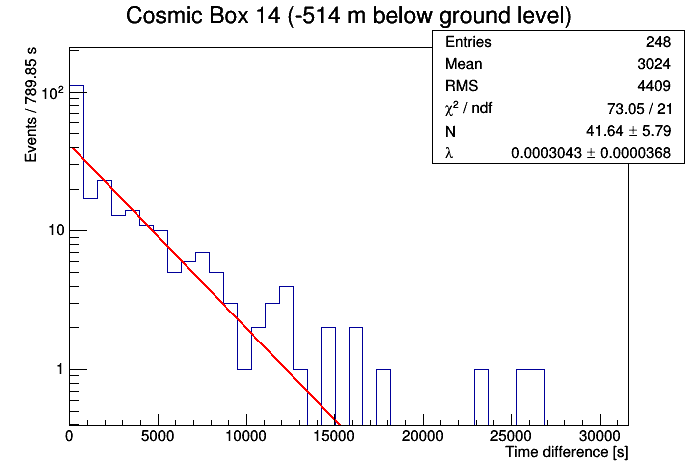 Cosmic Box 14 (-514 m below ground level)
Entries 248
Mean 3024
RMS 4409
χ² / ndf 73.05 / 21
N 41.64 ± 5.79
λ 0.0003043 ± 0.0000368
Events / 789.85 s
10²
10
1
0 5000 10000 15000 20000 25000 30000
Time difference [s]